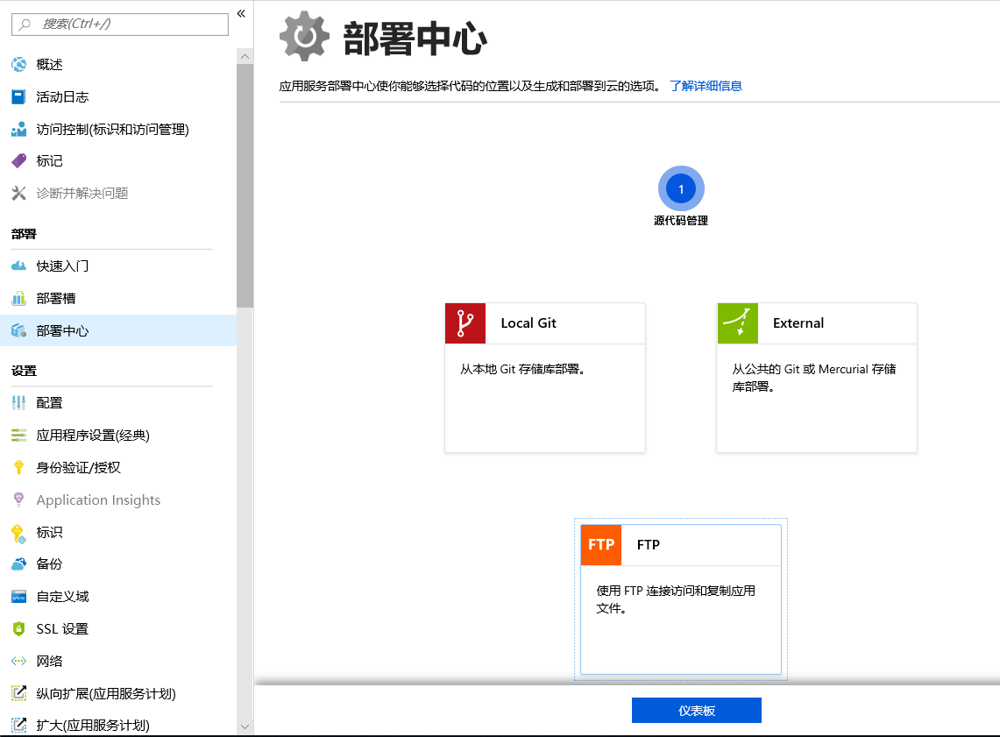 搜索(Ctrl+/)
«
概述
活动日志
访问控制(标识和访问管理)
标记
诊断并解决问题
部署
快速入门
部署槽
部署中心
设置
配置
应用程序设置(经典)
身份验证/授权
Application Insights
标识
备份
自定义域
SSL 设置
网络
纵向扩展(应用服务计划)
扩大(应用服务计划)
部署中心
应用服务部署中心使你能够选择代码的位置以及生成和部署到云的选项。 了解详细信息
1
源代码管理
Local Git
从本地 Git 存储库部署。
External
从公共的 Git 或 Mercurial 存储
库部署。
FTP FTP
使用 FTP 连接访问和复制应用
文件。
仪表板